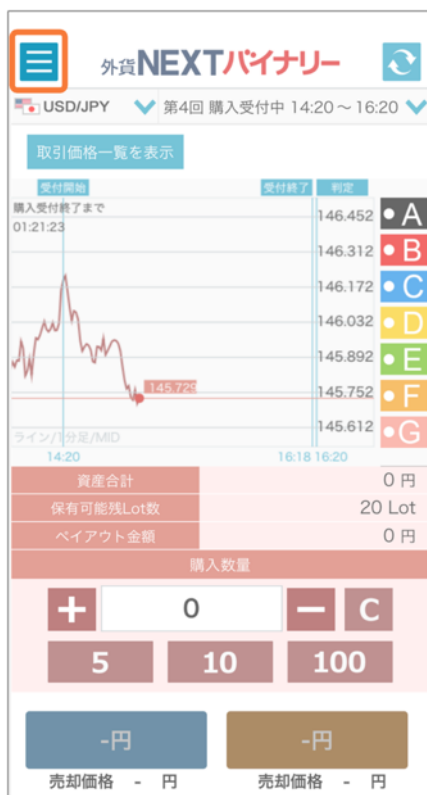 外貨NEXTバイナリー
USD/JPY 第4回 購入受付中 14:20～16:20
取引価格一覧を表示
受付開始 受付終了 判定
購入受付終了まで
01:21:23
146.452 A
146.312 B
146.172 C
146.032 D
145.892 E
145.729
145.752 F
145.612 G
ライン/1分足/MID
14:20 16:18 16:20
資産合計 0 円
保有可能残Lot数 20 Lot
ペイアウト金額 0 円
購入数量
+ 0 － C
5 10 100
-円 -円
売却価格 - 円 売却価格 - 円